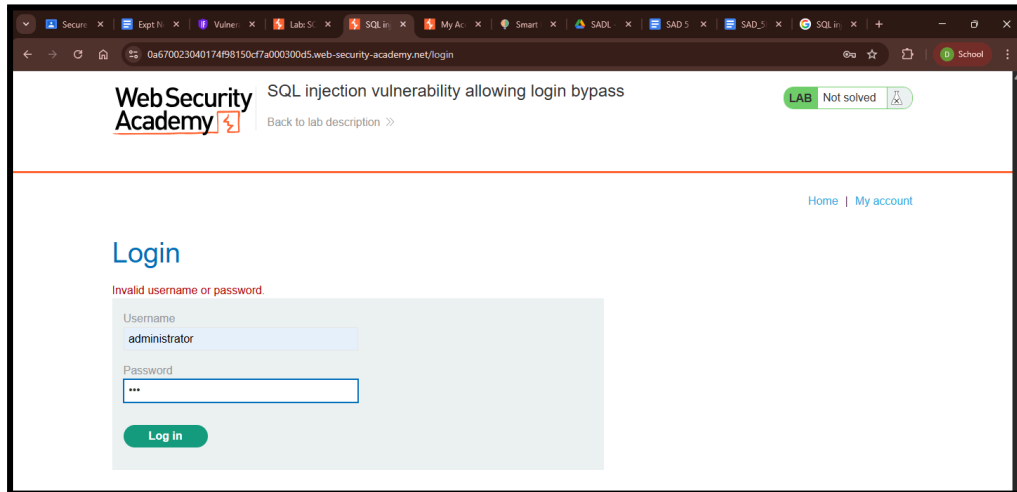 Secure
Expt N
Vulner
Lab: SC
SQL in
My Ac
Smart
SADL
SAD 5
SAD_5
SQL in
0a670023040174f98150cf7a000300d5.web-security-academy.net/login
D School
Web Security
Academy
SQL injection vulnerability allowing login bypass
Back to lab description
LAB Not solved
Home | My account
Login
Invalid username or password.
Username
administrator
Password
•••
Log in